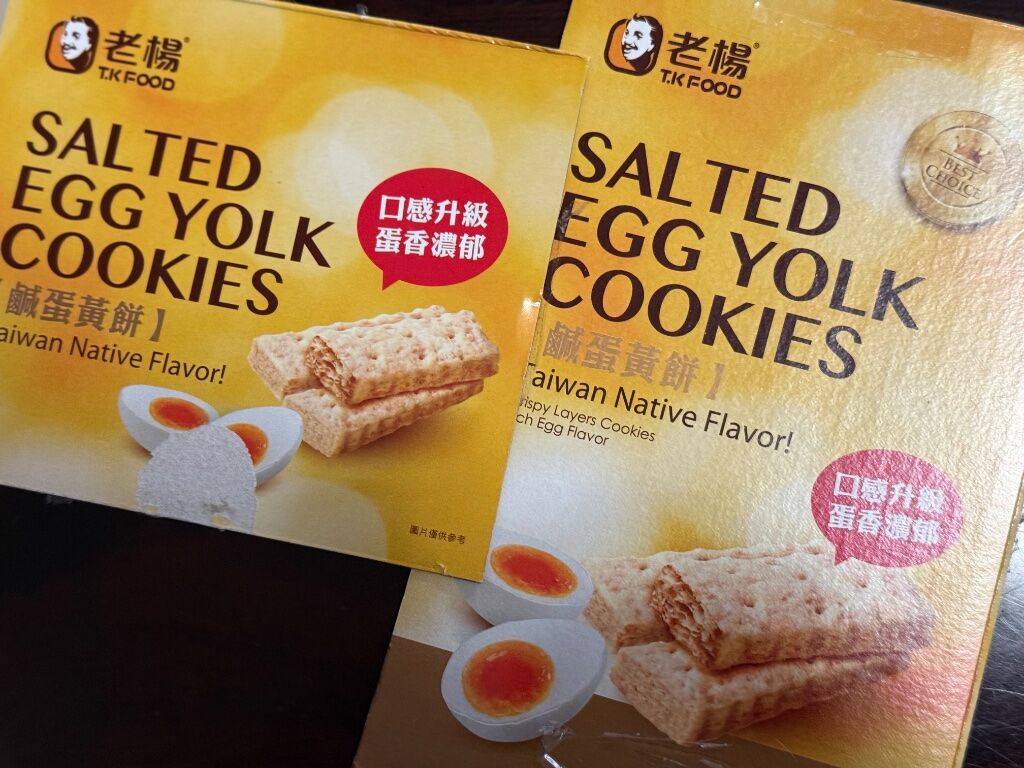 老楊®
T.K FOOD
SALTED
EGG YOLK
COOKIES
鹹蛋黃餅】
aiwan Native Flavor!
口感升級
蛋香濃郁
圖片僅供參考
老楊®
T.K FOOD
BEST
CHOICE
SALTED
EGG YOLK
COOKIES
鹹蛋黃餅】
Taiwan Native Flavor!
rispy Layers Cookies
ch Egg Flavor
口感升級
蛋香濃郁